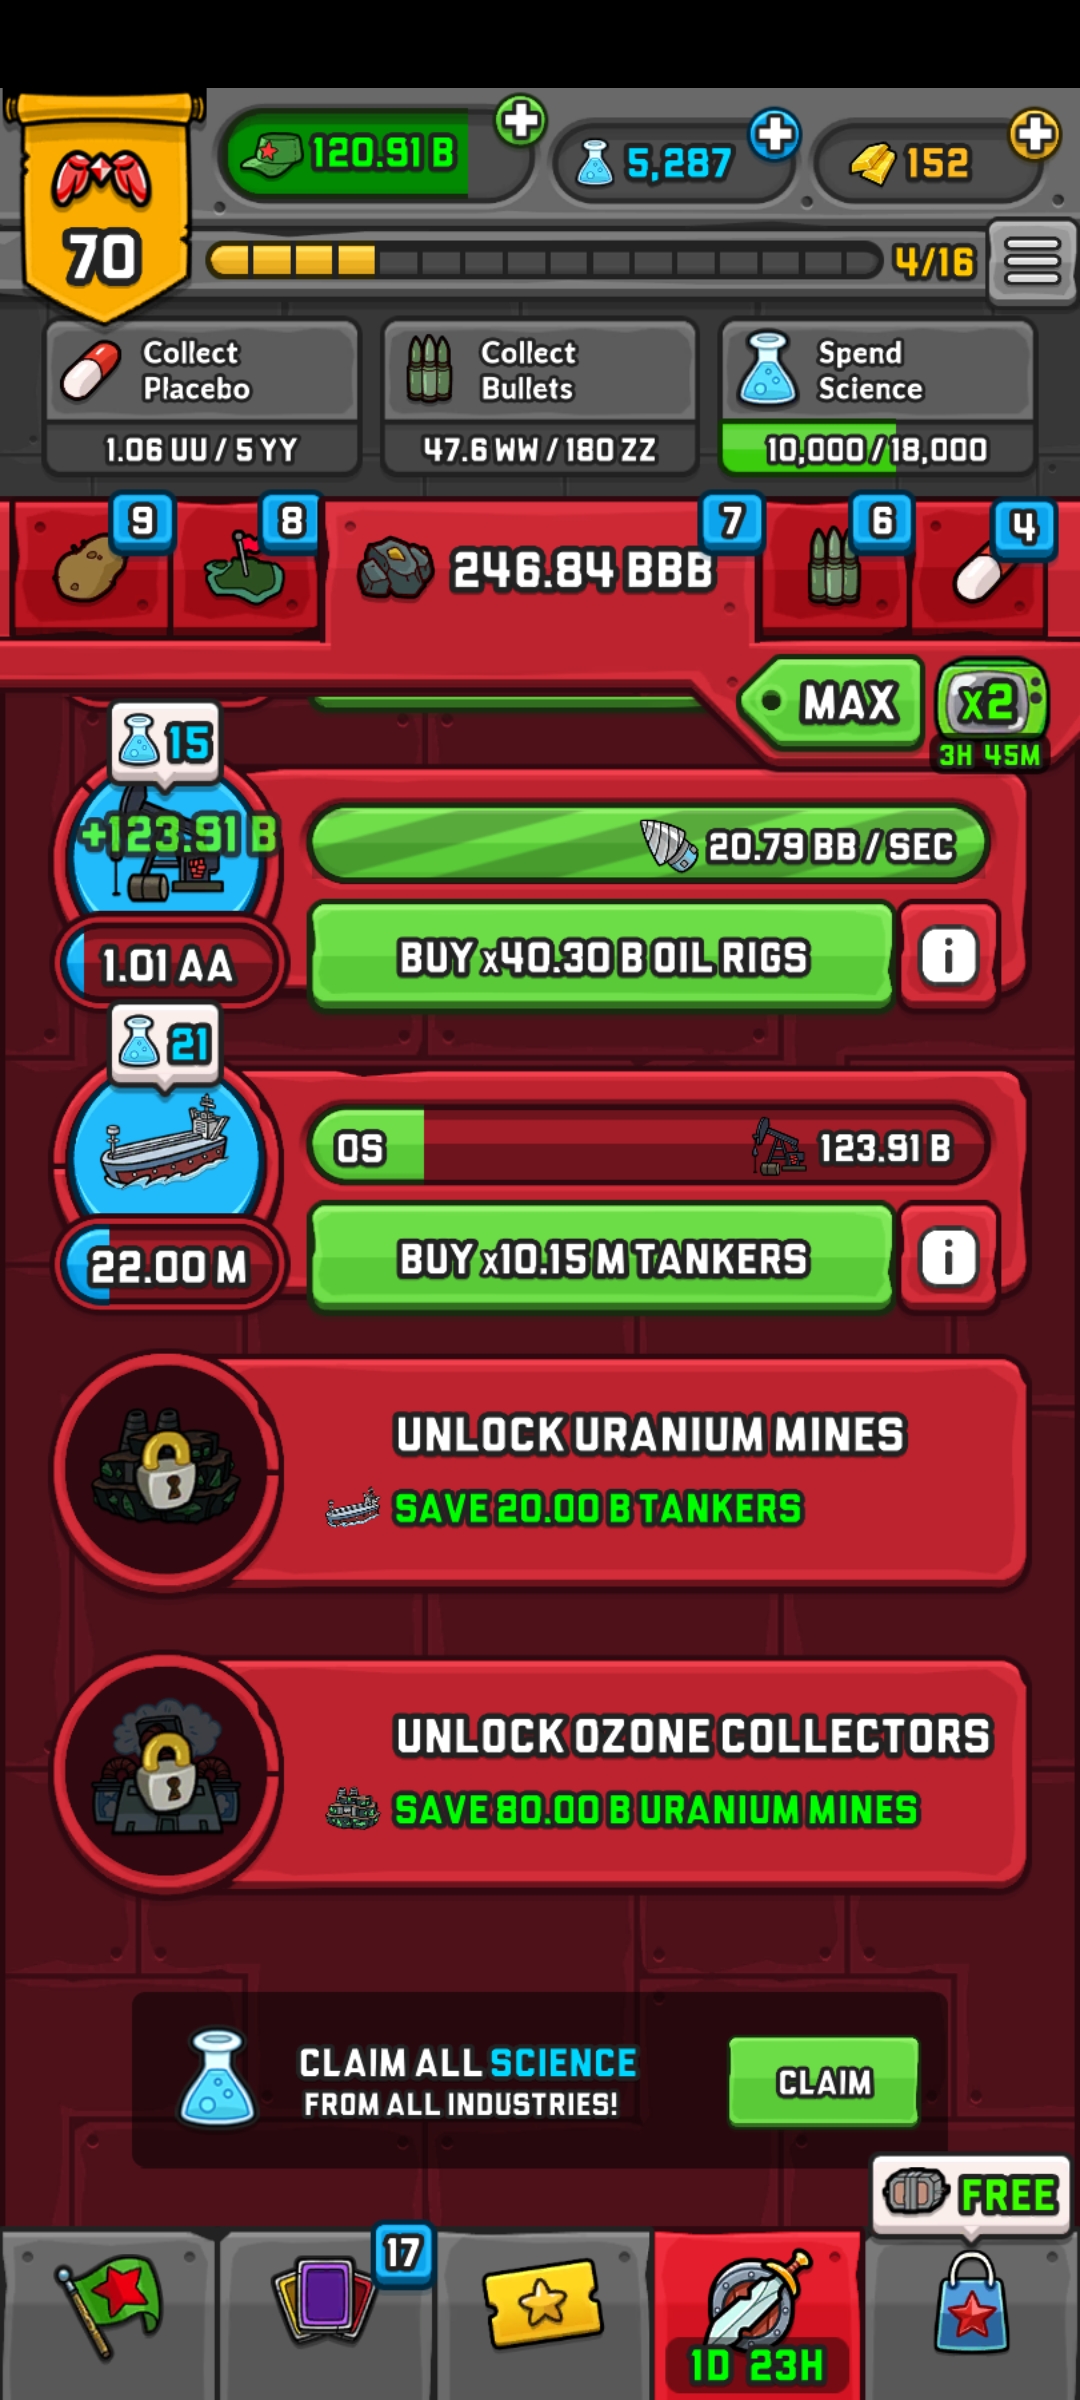 120.91 B
5,287
152
70
4/16
Collect
Placebo
1.06 UU / 5 YY
Collect
Bullets
47.6 WW / 180 ZZ
Spend
Science
10,000 / 18,000
9
8
246.84 BBB
7
6
4
MAX
x2
3H 45M
15
+123.91 B
20.79 BB / SEC
1.01 AA
BUY x40.30 B OIL RIGS
i
21
0S
123.91 B
22.00 M
BUY x10.15 M TANKERS
i
UNLOCK URANIUM MINES
SAVE 20.00 B TANKERS
UNLOCK OZONE COLLECTORS
SAVE 80.00 B URANIUM MINES
CLAIM ALL SCIENCE
FROM ALL INDUSTRIES!
CLAIM
FREE
17
1D 23H